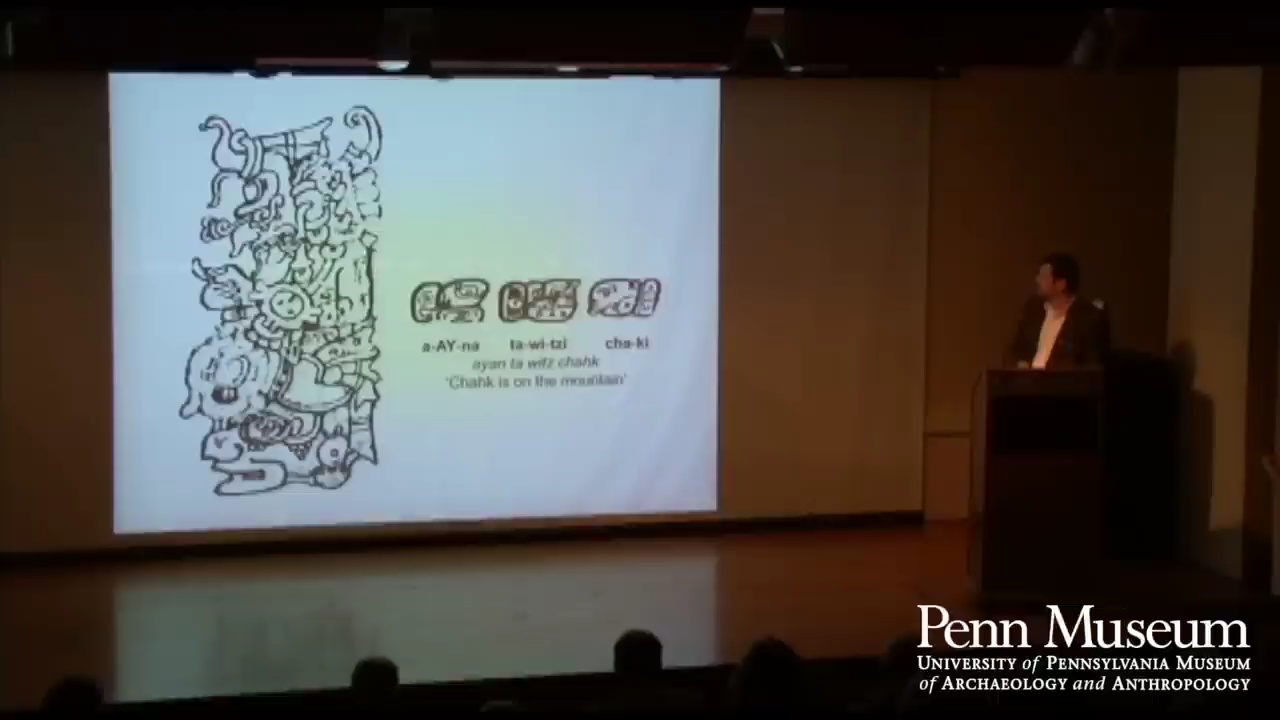 a-AY-na ta-wi-tzi cha-ki
ayan ta witz chahk
'Chahk is on the mountain'
Penn Museum
UNIVERSITY of PENNSYLVANIA MUSEUM
of ARCHAEOLOGY and ANTHROPOLOGY